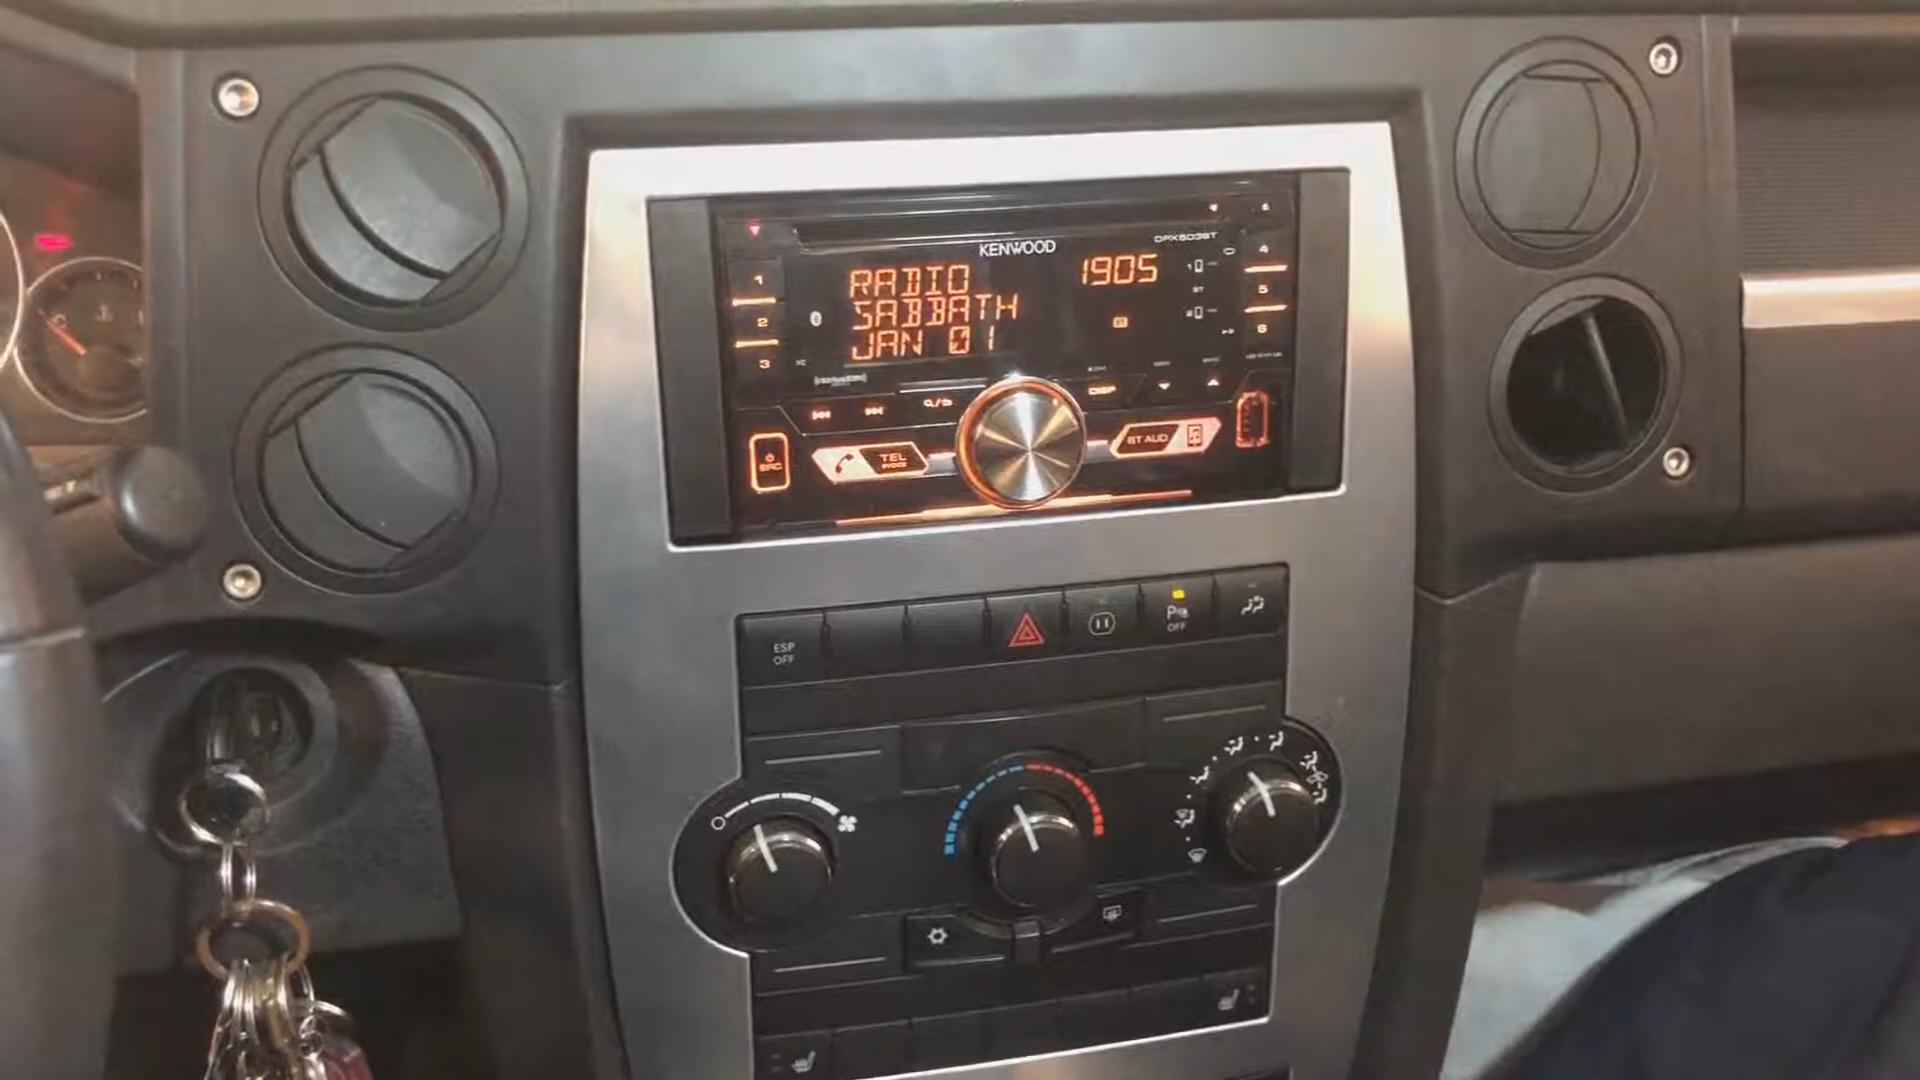 KENWOOD
DPX503BT
RADIO
1905
SABBATH
JAN 01
1
2
3
4
5
6
DISP
SRC
TEL
BT AUD
ESP
OFF
OFF
C